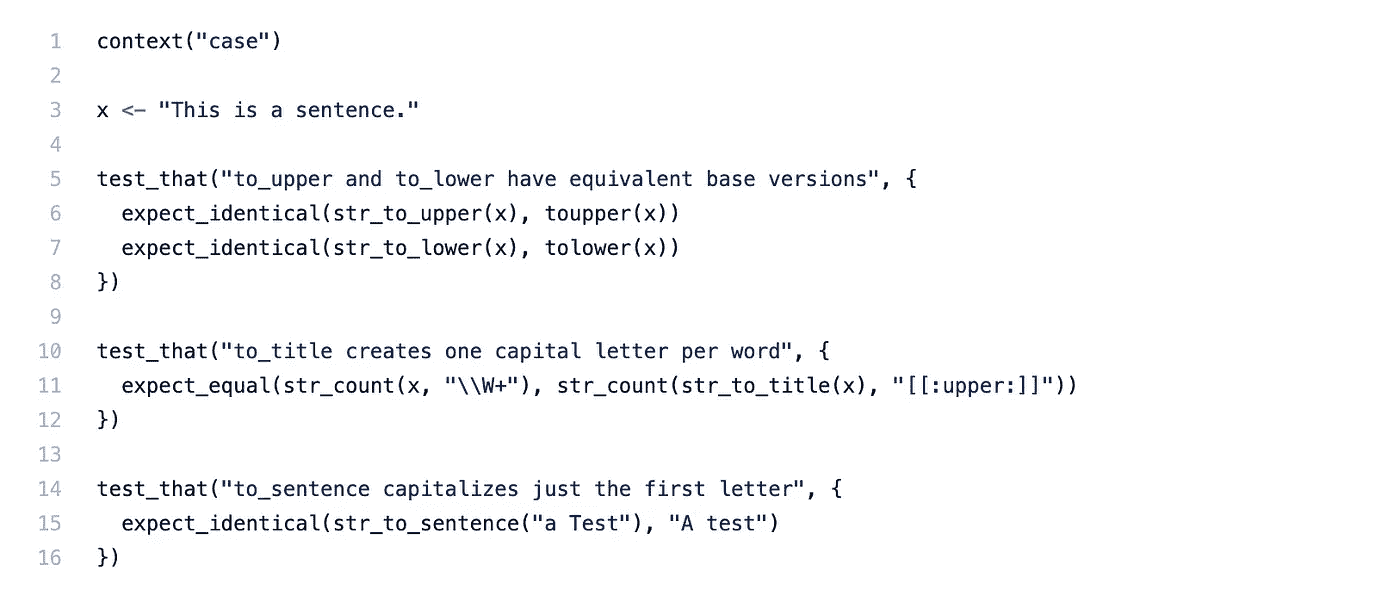 1 context("case")
2
3 x <- "This is a sentence."
4
5 test_that("to_upper and to_lower have equivalent base versions", {
6   expect_identical(str_to_upper(x), toupper(x))
7   expect_identical(str_to_lower(x), tolower(x))
8 })
9
10 test_that("to_title creates one capital letter per word", {
11   expect_equal(str_count(x, "\\W+"), str_count(str_to_title(x), "[[:upper:]]"))
12 })
13
14 test_that("to_sentence capitalizes just the first letter", {
15   expect_identical(str_to_sentence("a Test"), "A test")
16 })